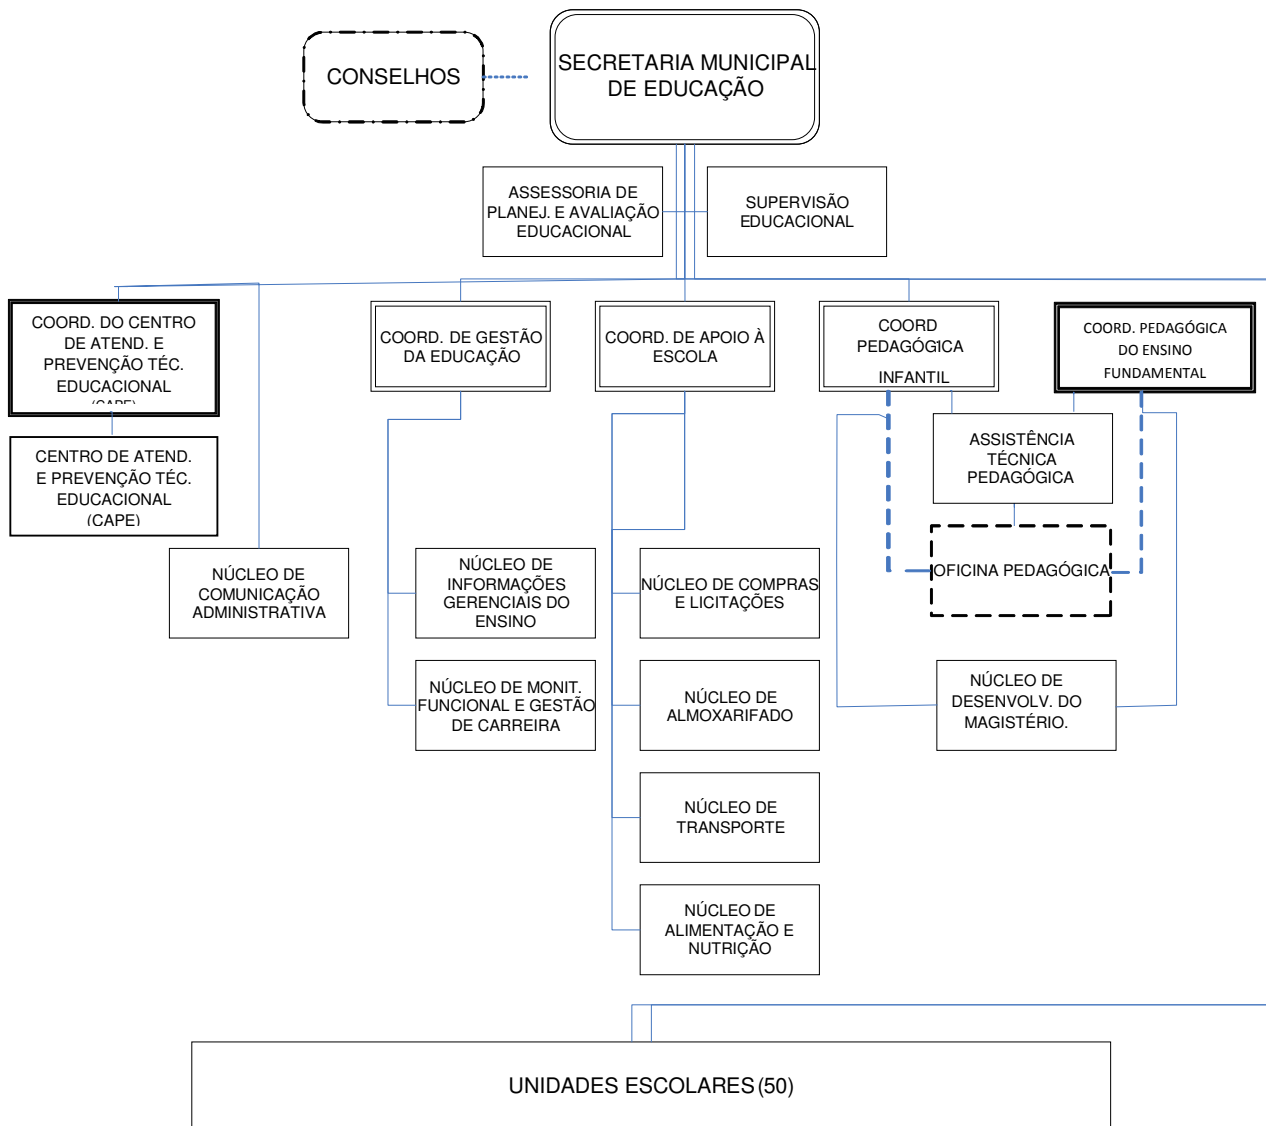 CONSELHOS
SECRETARIA MUNICIPAL
DE EDUCAÇÃO
ASSESSORIA DE
PLANEJ. E AVALIAÇÃO
EDUCACIONAL
SUPERVISÃO
EDUCACIONAL
COORD. DO CENTRO
DE ATEND. E
PREVENÇÃO TÉC.
EDUCACIONAL
(CAPE)
COORD. DE GESTÃO
DA EDUCAÇÃO
COORD. DE APOIO À
ESCOLA
COORD
PEDAGÓGICA
INFANTIL
COORD. PEDAGÓGICA
DO ENSINO
FUNDAMENTAL
CENTRO DE ATEND.
E PREVENÇÃO TÉC.
EDUCACIONAL
(CAPE)
ASSISTÊNCIA
TÉCNICA
PEDAGÓGICA
NÚCLEO DE
COMUNICAÇÃO
ADMINISTRATIVA
NÚCLEO DE
INFORMAÇÕES
GERENCIAIS DO
ENSINO
NÚCLEO DE COMPRAS
E LICITAÇÕES
OFICINA PEDAGÓGICA
NÚCLEO DE MONIT.
FUNCIONAL E GESTÃO
DE CARREIRA
NÚCLEO DE
ALMOXARIFADO
NÚCLEO DE
DESENVOLV. DO
MAGISTÉRIO.
NÚCLEO DE
TRANSPORTE
NÚCLEO DE
ALIMENTAÇÃO E
NUTRIÇÃO
UNIDADES ESCOLARES (50)